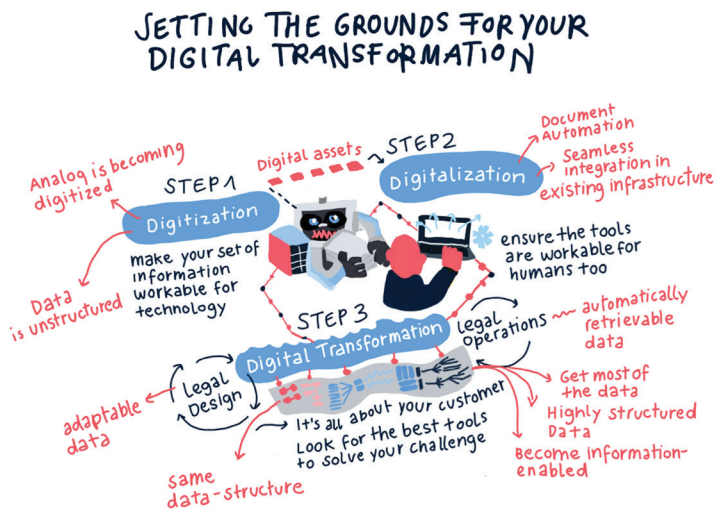 SETTING THE GROUNDS FOR YOUR
DIGITAL TRANSFORMATION
Analog is becoming
digitized
STEP 1
Digitization
make your set of
information
workable for
technology
Data
is unstructured
Digital assets
STEP 2
Digitalization
Document
Automation
Seamless
integration in
existing infrastructure
ensure the tools
are workable for
humans too
STEP 3
Digital Transformation
Legal
Design
adaptable
data
same
data-structure
It's all about your customer
Look for the best tools
to solve your challenge
Legal
Operations
automatically
retrievable
data
Get most of
the data
Highly structured
Data
Become information-
enabled